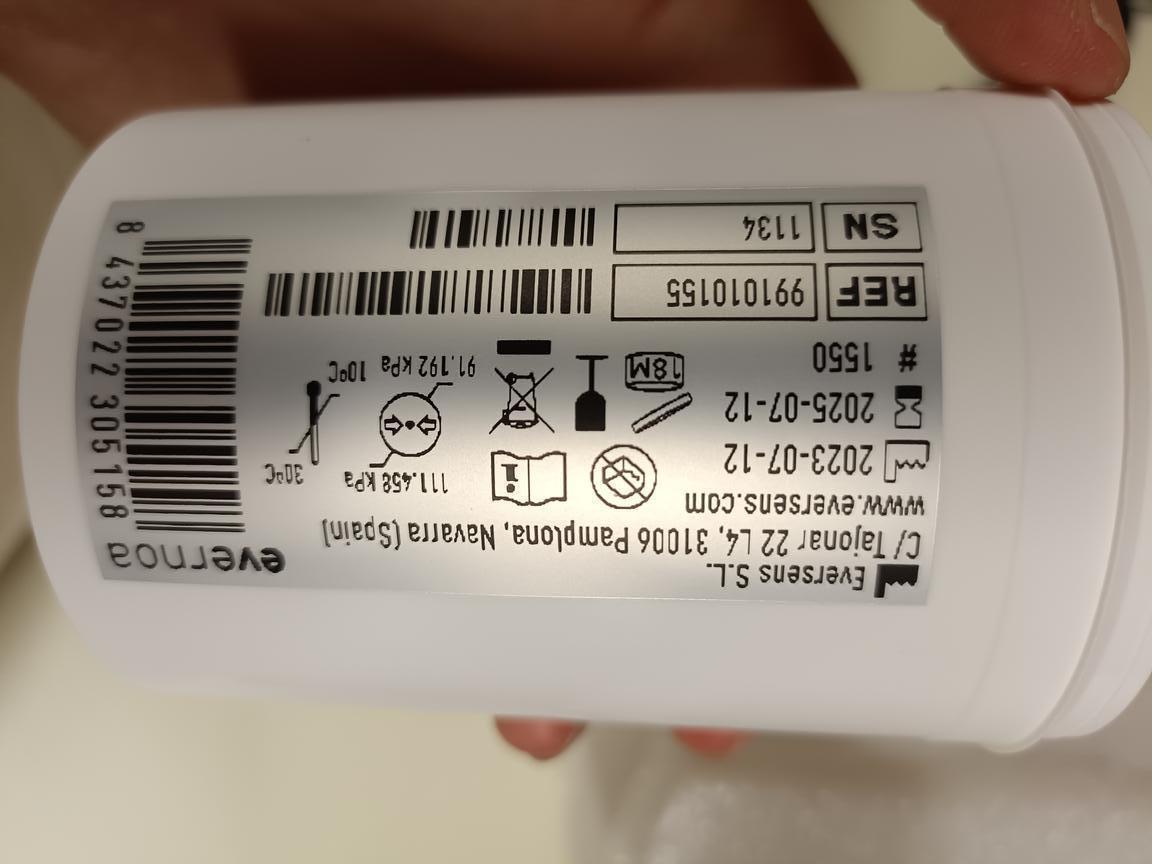 Eversens S.L.
C/ Tajonar 22 L4, 31006 Pamplona, Navarra (Spain)
www.eversens.com
2023-07-12
2025-07-12
# 1550
18M
111.458 kPa
91.192 kPa
30ºC
10ºC
REF 991010155
SN 1134
evernoa
8 437022 305158